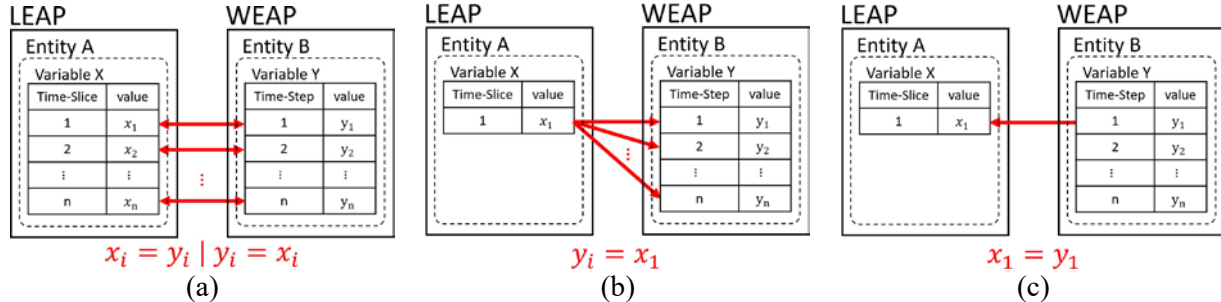 LEAP WEAP
Entity A Entity B
Variable X Variable Y
Time-Slice value Time-Step value
1 x₁ 1 y₁
2 x₂ 2 y₂
⋮ ⋮ ⋮ ⋮ ⋮
n xₙ n yₙ
xᵢ = yᵢ | yᵢ = xᵢ
(a)
LEAP WEAP
Entity A Entity B
Variable X Variable Y
Time-Slice value Time-Step value
1 x₁ 1 y₁
2 y₂
⋮ ⋮ ⋮
n yₙ
yᵢ = x₁
(b)
LEAP WEAP
Entity A Entity B
Variable X Variable Y
Time-Slice value Time-Step value
1 x₁ 1 y₁
2 y₂
⋮ ⋮
n yₙ
x₁ = y₁
(c)